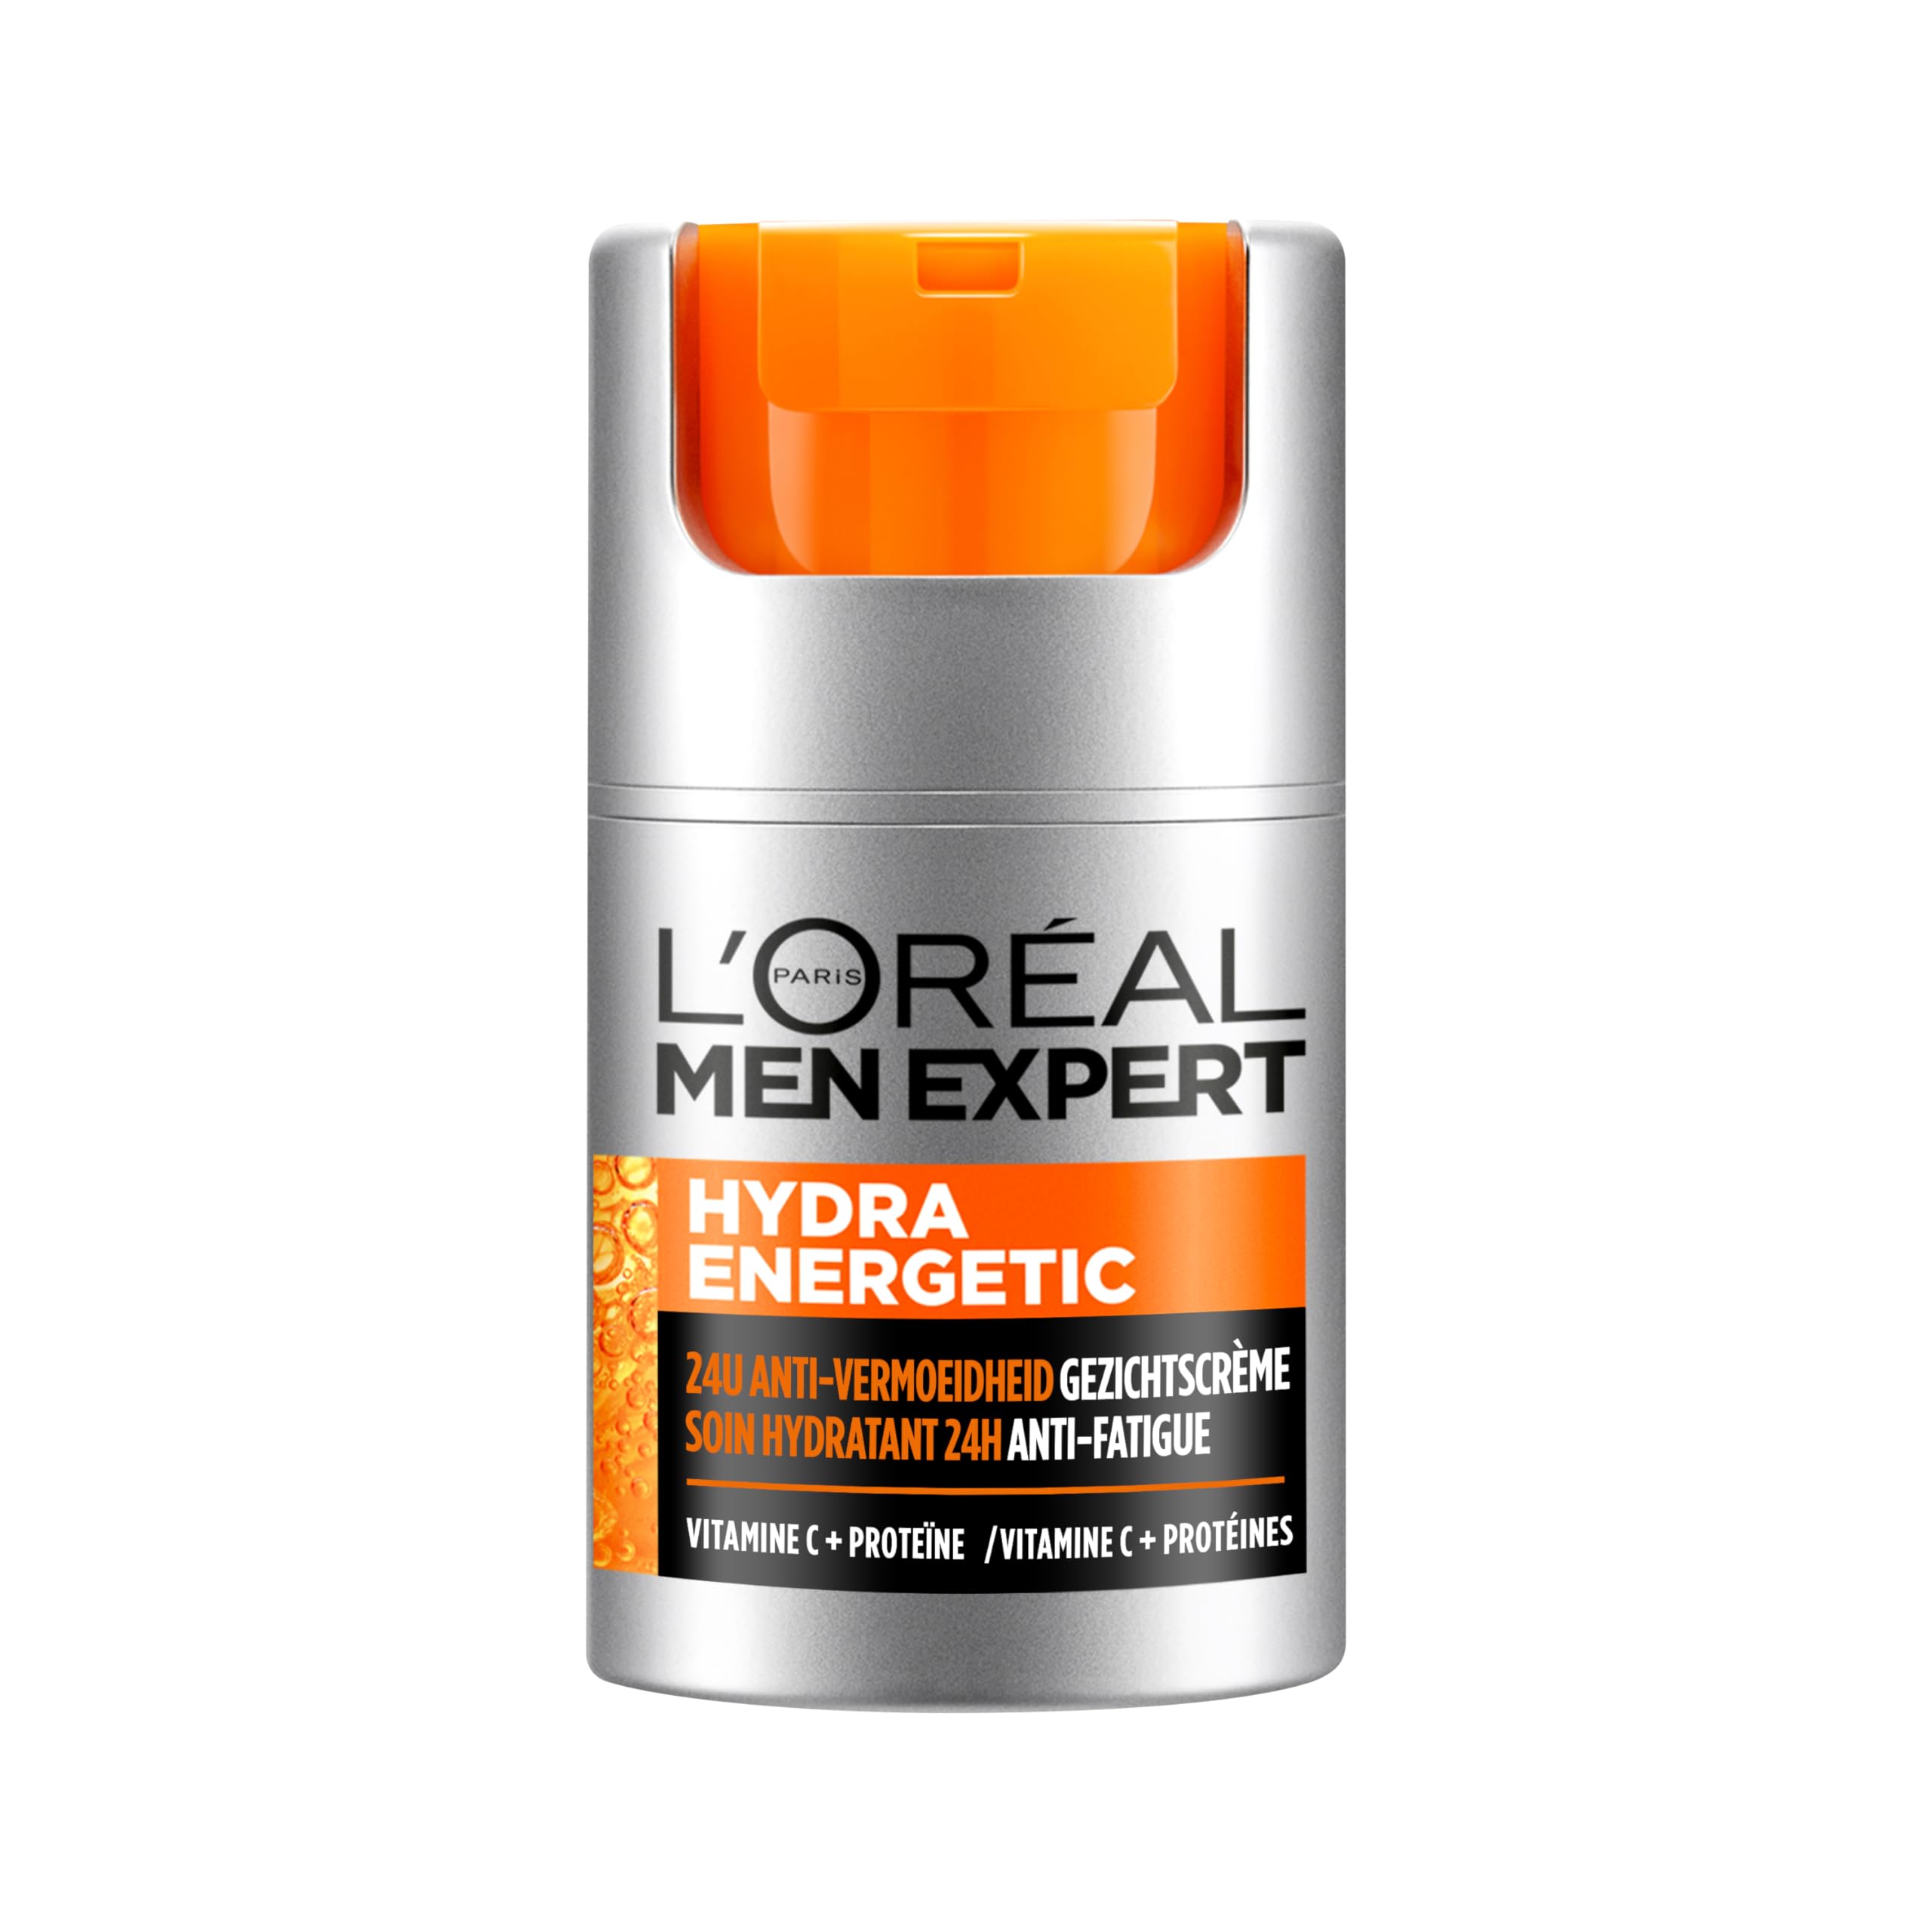 L'ORÉAL
PARiS
MEN EXPERT
HYDRA
ENERGETIC
24U ANTI-VERMOEIDHEID GEZICHTSCRÈME
SOIN HYDRATANT 24H ANTI-FATIGUE
VITAMINE C + PROTEÏNE / VITAMINE C + PROTÉINES